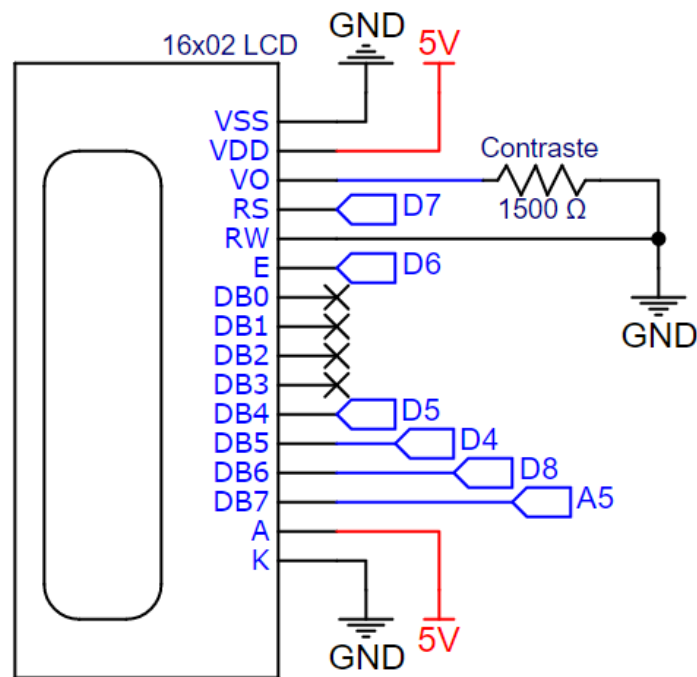 GND
16x02 LCD
5V
VSS
VDD
VO
Contraste
1500 Ω
RS
D7
RW
E
D6
GND
DB0
DB1
DB2
DB3
DB4
D5
DB5
D4
DB6
D8
DB7
A5
A
K
5V
GND